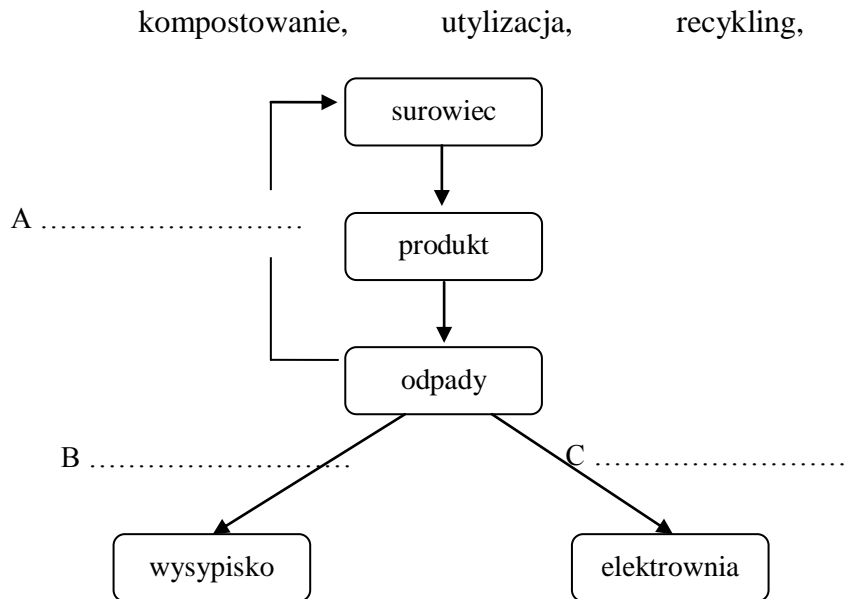 kompostowanie, utylizacja, recykling,
surowiec
A ................................
produkt
odpady
B ................................
C ................................
wysypisko
elektrownia